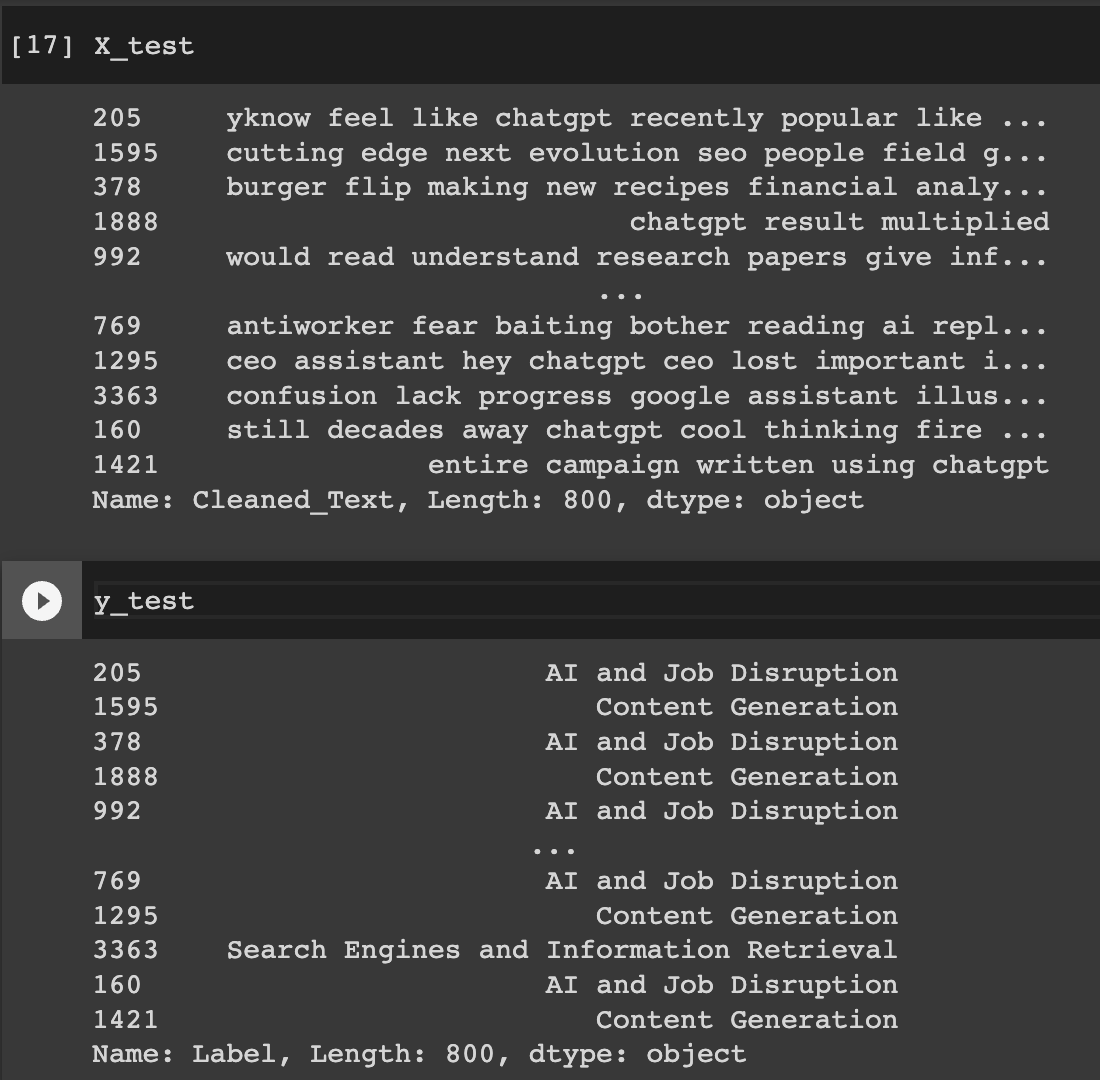 [17] X_test
205 yknow feel like chatgpt recently popular like ...
1595 cutting edge next evolution seo people field g...
378 burger flip making new recipes financial analy...
1888 chatgpt result multiplied
992 would read understand research papers give inf...
...
769 antiworker fear baiting bother reading ai repl...
1295 ceo assistant hey chatgpt ceo lost important i...
3363 confusion lack progress google assistant illus...
160 still decades away chatgpt cool thinking fire ...
1421 entire campaign written using chatgpt
Name: Cleaned_Text, Length: 800, dtype: object
y_test
205 AI and Job Disruption
1595 Content Generation
378 AI and Job Disruption
1888 Content Generation
992 AI and Job Disruption
...
769 AI and Job Disruption
1295 Content Generation
3363 Search Engines and Information Retrieval
160 AI and Job Disruption
1421 Content Generation
Name: Label, Length: 800, dtype: object